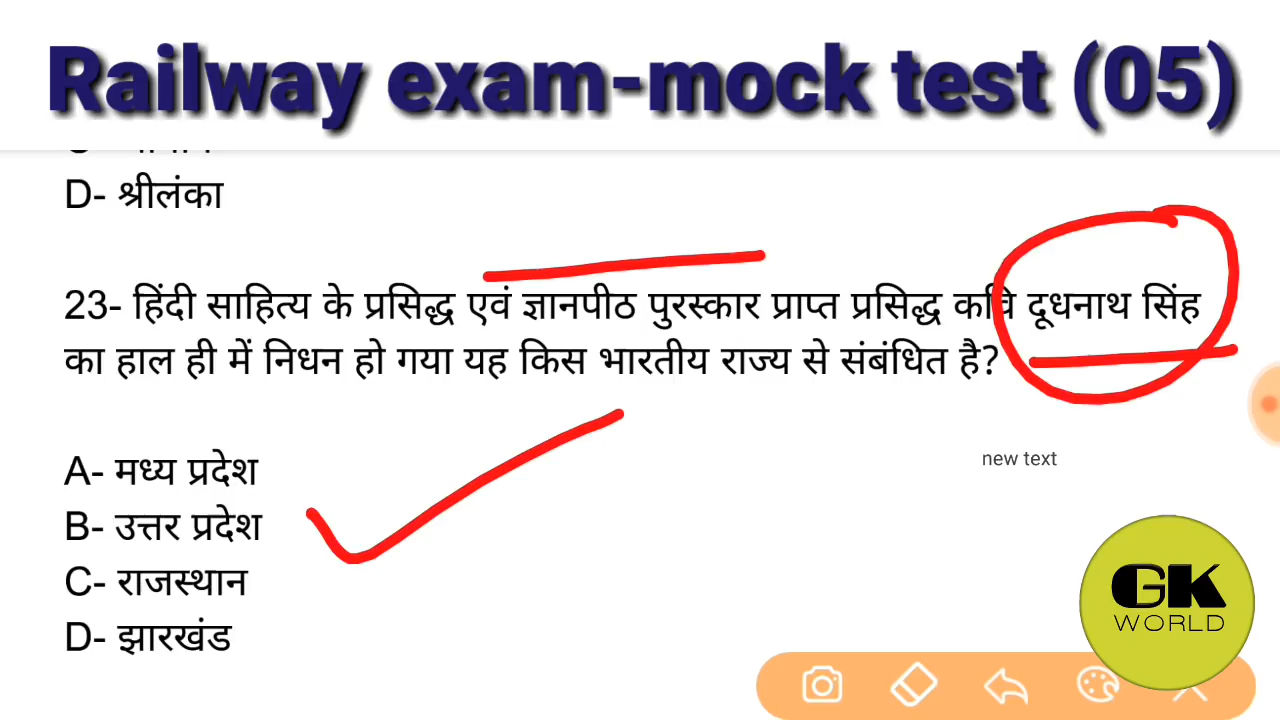 Railway exam-mock test (05)
D- श्रीलंका
23- हिंदी साहित्य के प्रसिद्ध एवं ज्ञानपीठ पुरस्कार प्राप्त प्रसिद्ध कवि दूधनाथ सिंह
का हाल ही में निधन हो गया यह किस भारतीय राज्य से संबंधित है?
A- मध्य प्रदेश
B- उत्तर प्रदेश
C- राजस्थान
D- झारखंड
new text
GK
WORLD